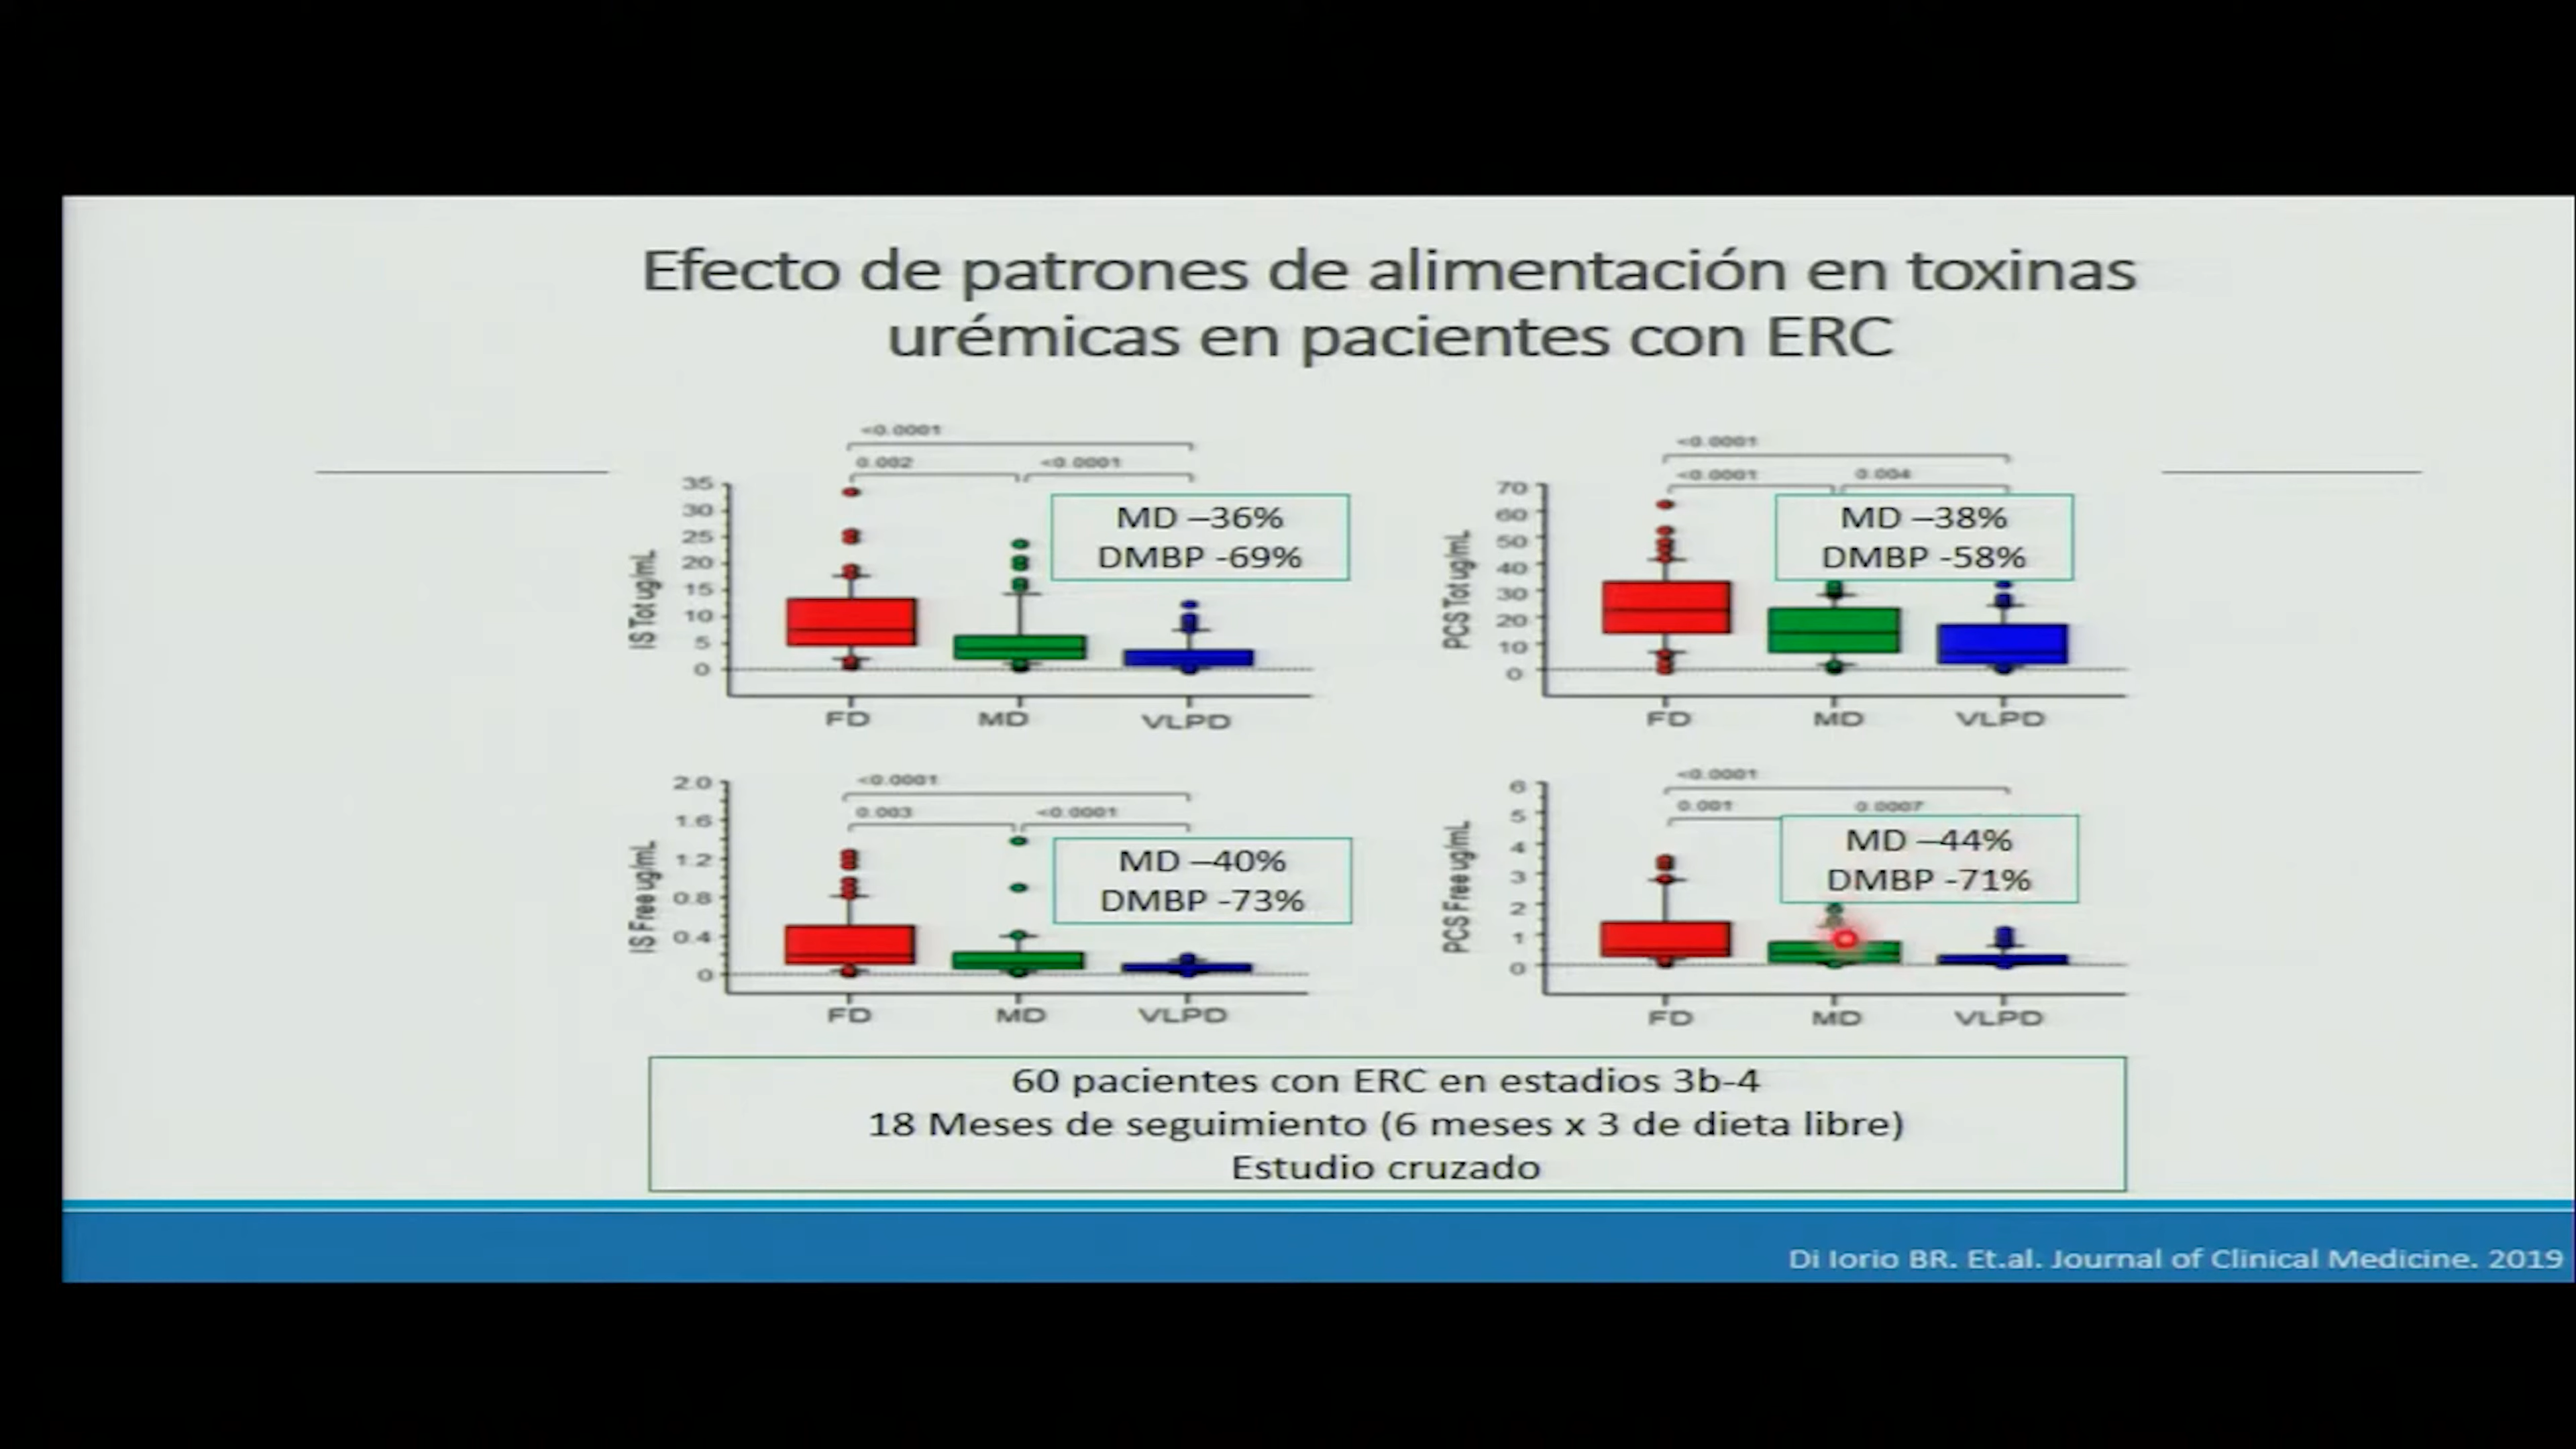 Efecto de patrones de alimentación en toxinas
urémicas en pacientes con ERC
<0.0001
0.002 <0.0001
IS Tot ug/mL
35
30
25
20
15
10
5
0
MD –36%
DMBP -69%
FD MD VLPD
<0.0001
<0.0001 0.004
PCS Tot ug/mL
70
60
50
40
30
20
10
0
MD –38%
DMBP -58%
FD MD VLPD
<0.0001
0.003 <0.0001
IS Free ug/mL
2.0
1.6
1.2
0.8
0.4
0
MD –40%
DMBP -73%
FD MD VLPD
<0.0001
0.001 0.0007
PCS Free ug/mL
6
5
4
3
2
1
0
MD –44%
DMBP -71%
FD MD VLPD
60 pacientes con ERC en estadios 3b-4
18 Meses de seguimiento (6 meses x 3 de dieta libre)
Estudio cruzado
Di Iorio BR. Et.al. Journal of Clinical Medicine. 2019